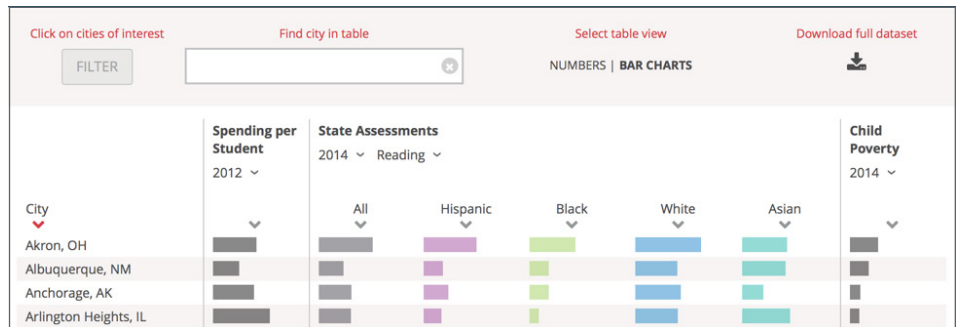 Click on cities of interest
Find city in table
Select table view
Download full dataset
FILTER
NUMBERS | BAR CHARTS
Spending per
Student
2012
State Assessments
2014 Reading
Child
Poverty
2014
City
All
Hispanic
Black
White
Asian
Akron, OH
Albuquerque, NM
Anchorage, AK
Arlington Heights, IL